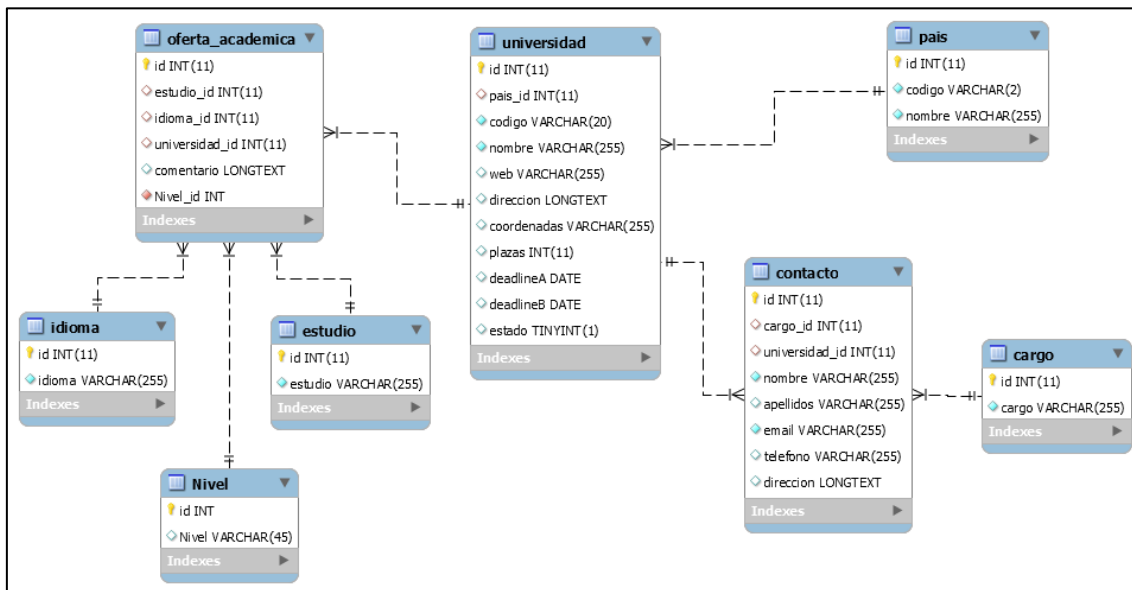 oferta_academica
id INT(11)
estudio_id INT(11)
idioma_id INT(11)
universidad_id INT(11)
comentario LONGTEXT
Nivel_id INT
Indexes
universidad
id INT(11)
pais_id INT(11)
codigo VARCHAR(20)
nombre VARCHAR(255)
web VARCHAR(255)
direccion LONGTEXT
coordenadas VARCHAR(255)
plazas INT(11)
deadlineA DATE
deadlineB DATE
estado TINYINT(1)
Indexes
pais
id INT(11)
codigo VARCHAR(2)
nombre VARCHAR(255)
Indexes
idioma
id INT(11)
idioma VARCHAR(255)
Indexes
estudio
id INT(11)
estudio VARCHAR(255)
Indexes
contacto
id INT(11)
cargo_id INT(11)
universidad_id INT(11)
nombre VARCHAR(255)
apellidos VARCHAR(255)
email VARCHAR(255)
telefono VARCHAR(255)
direccion LONGTEXT
Indexes
cargo
id INT(11)
cargo VARCHAR(255)
Indexes
Nivel
id INT
Nivel VARCHAR(45)
Indexes